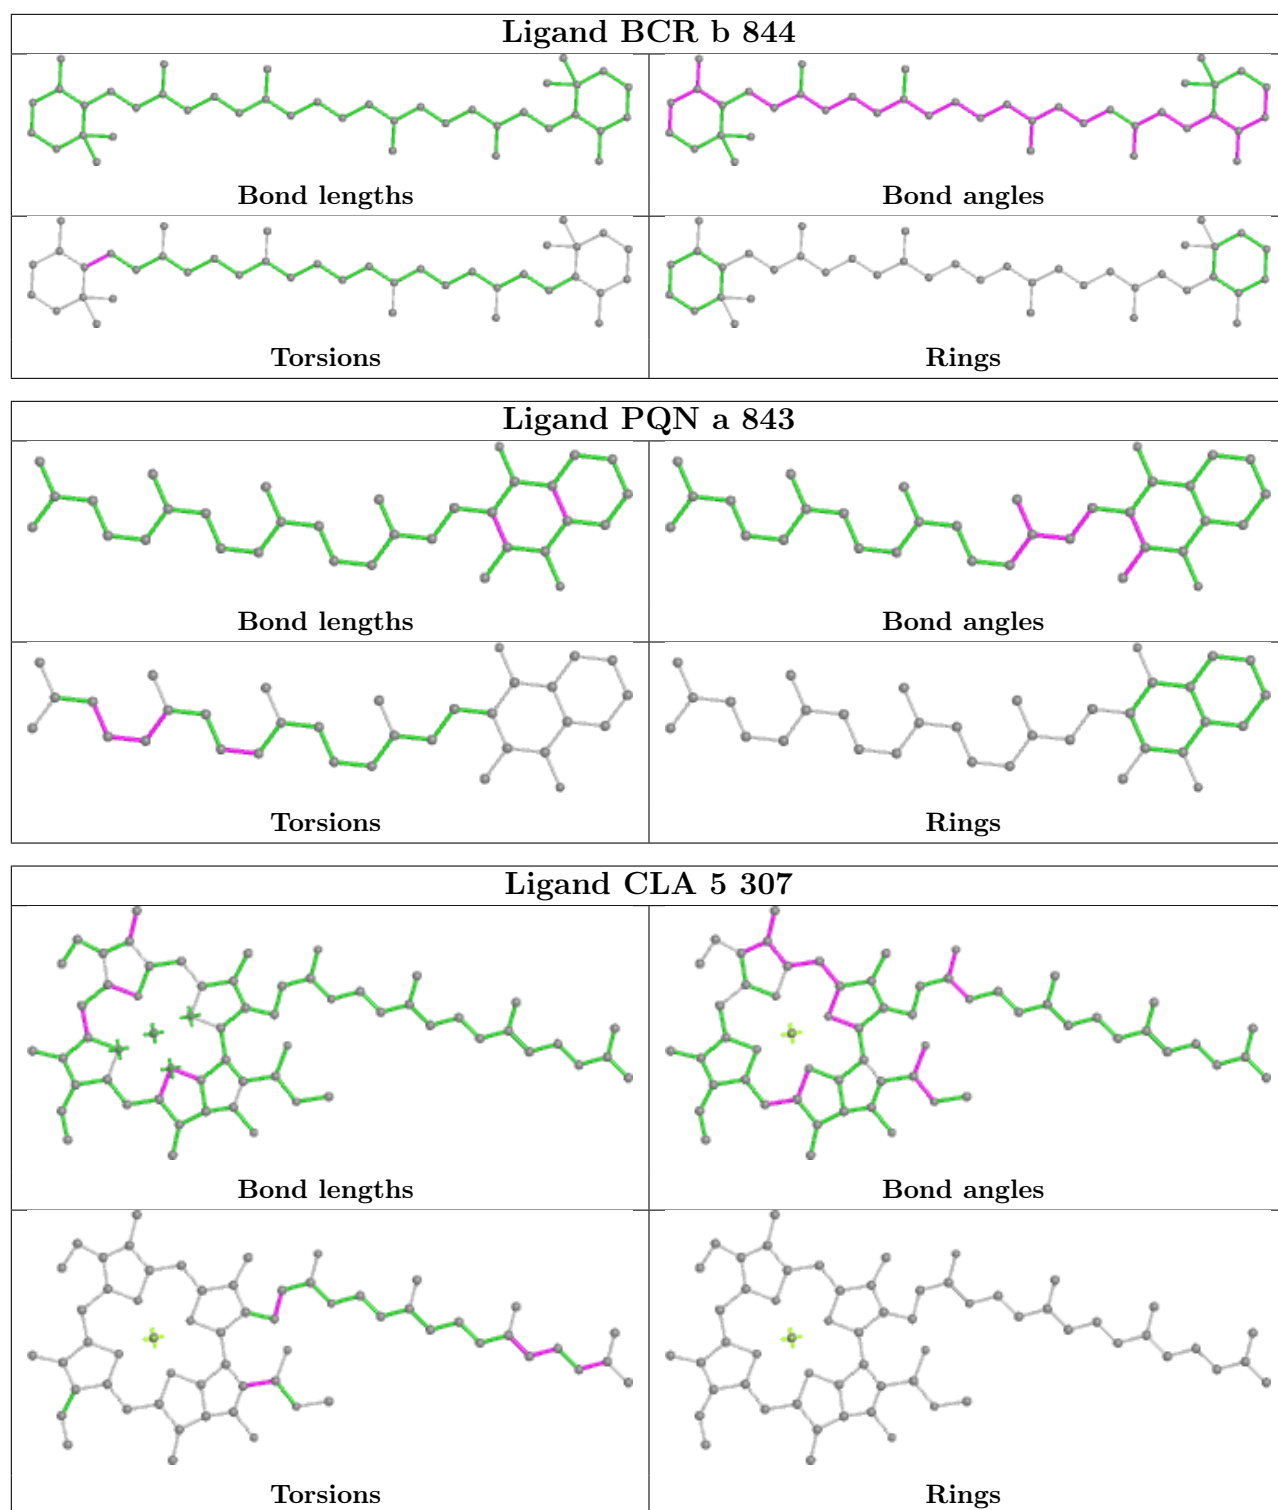 Ligand BCR b 844
Bond lengths
Bond angles
Torsions
Rings
Ligand PQN a 843
Bond lengths
Bond angles
Torsions
Rings
Ligand CLA 5 307
Bond lengths
Bond angles
Torsions
Rings